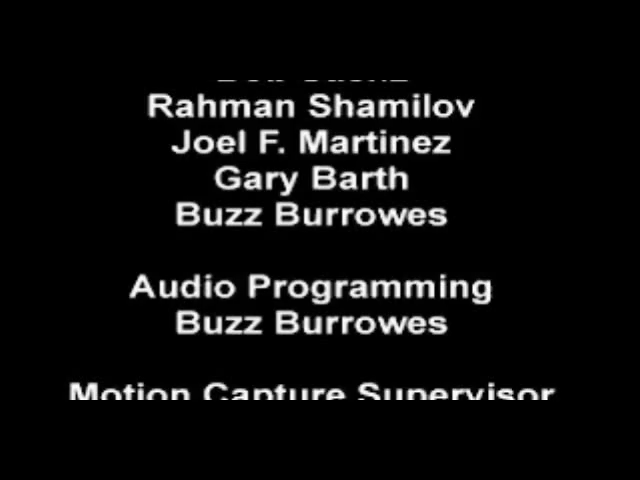 Rahman Shamilov
Joel F. Martinez
Gary Barth
Buzz Burrowes
Audio Programming
Buzz Burrowes
Motion Capture Supervisor